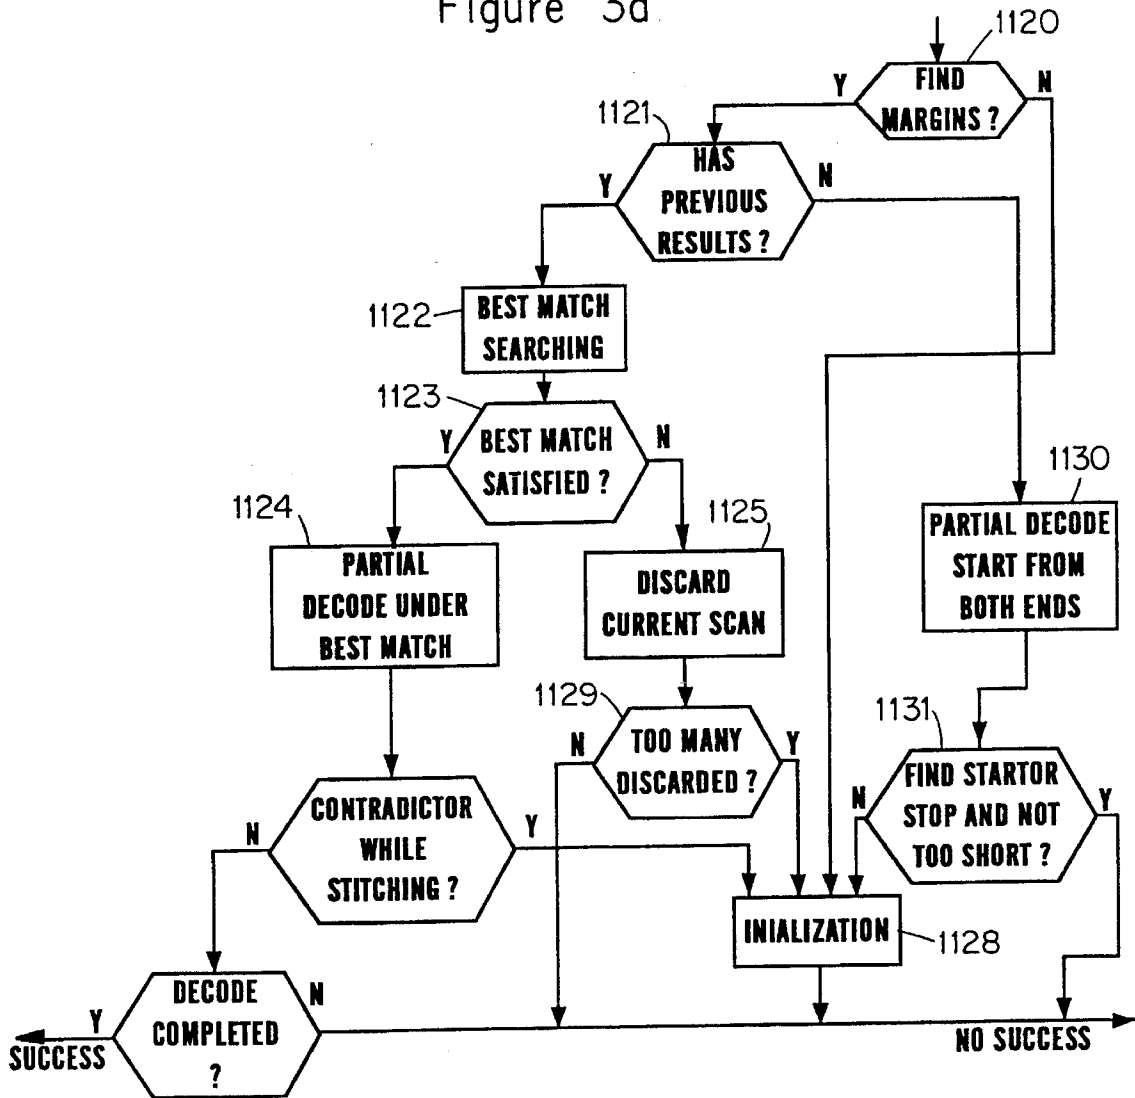 Figure 3a
1120
FIND
MARGINS ?
Y
N
1121
HAS
PREVIOUS
RESULTS ?
Y
N
1122
BEST MATCH
SEARCHING
1123
BEST MATCH
SATISFIED ?
Y
N
1124
PARTIAL
DECODE UNDER
BEST MATCH
1125
DISCARD
CURRENT SCAN
1130
PARTIAL DECODE
START FROM
BOTH ENDS
1129
TOO MANY
DISCARDED ?
N
Y
1131
FIND STARTOR
STOP AND NOT
TOO SHORT ?
N
Y
CONTRADICTOR
WHILE
STITCHING ?
N
Y
INIALIZATION
1128
DECODE
COMPLETED
?
Y
N
SUCCESS
NO SUCCESS